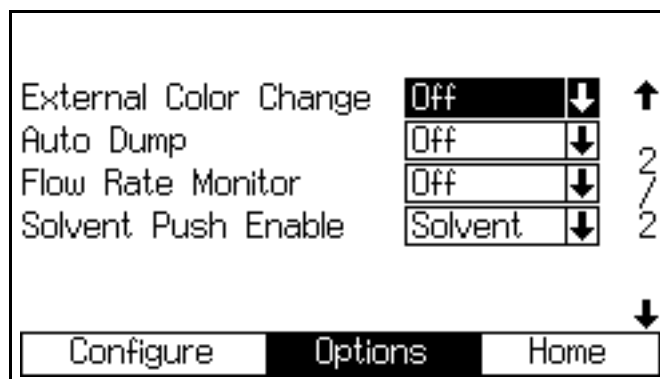 External Color Change Off
Auto Dump Off
Flow Rate Monitor Off
Solvent Push Enable Solvent
2/2
Configure Options Home